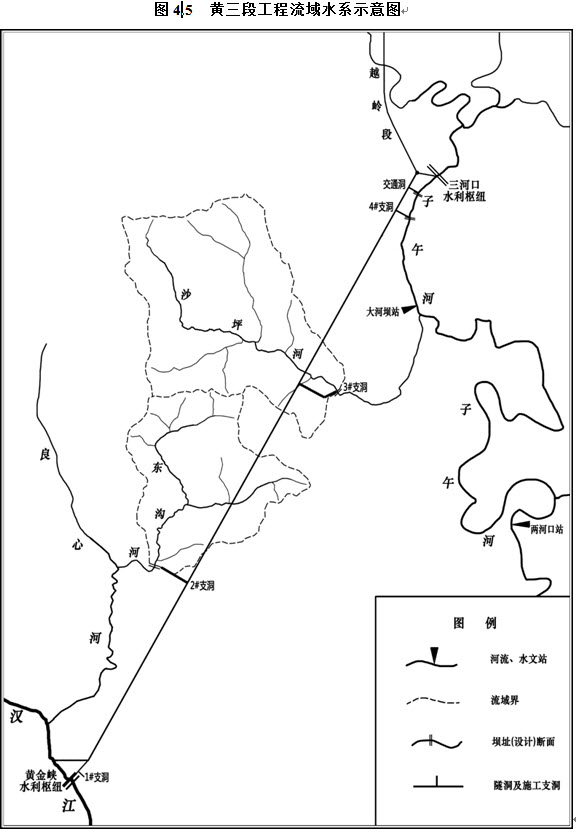 图 4.5 黄三段工程流域水系示意图
越
岭
段
交通洞
三河口
水利枢纽
4#支洞
子
午
河
大河坝站
沙
坪
河
3#支洞
子
午
河
两河口站
良
心
河
东
沟
河
2#支洞
汉
江
黄金峡
水利枢纽
1#支洞
图 例
河流、水文站
流域界
坝址(设计)断面
隧洞及施工支洞